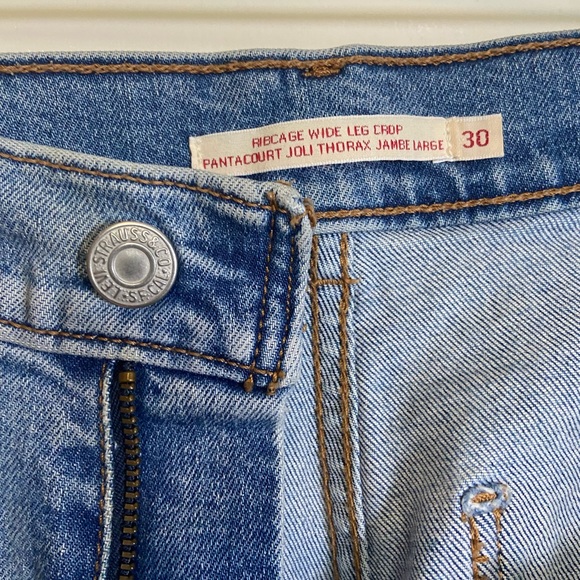 RIBCAGE WIDE LEG CROP
PANTACOURT JOLI THORAX JAMBE LARGE
30
LEVI STRAUSS & CO. S.F. CAL.